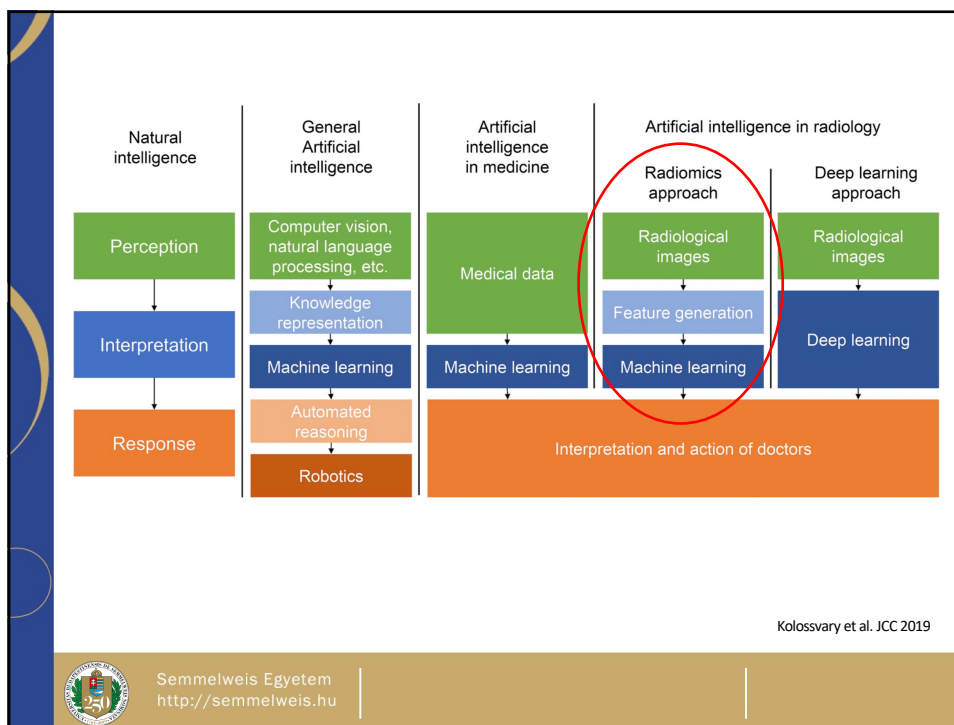 Natural
intelligence
General
Artificial
intelligence
Artificial
intelligence
in medicine
Artificial intelligence in radiology
Radiomics
approach
Deep learning
approach
Perception
Interpretation
Response
Computer vision,
natural language
processing, etc.
Knowledge
representation
Machine learning
Automated
reasoning
Robotics
Medical data
Machine learning
Radiological
images
Feature generation
Machine learning
Radiological
images
Deep learning
Interpretation and action of doctors
Kolossvary et al. JCC 2019
250
Semmelweis Egyetem
http://semmelweis.hu